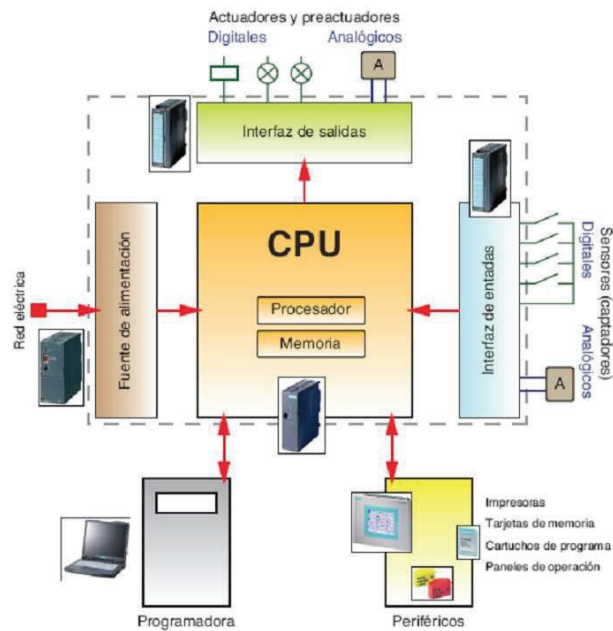 Actuadores y preactuadores
Digitales
Analógicos
A
Interfaz de salidas
Red eléctrica
Fuente de alimentación
CPU
Procesador
Memoria
Interfaz de entadas
Sensores (captadores)
Digitales
Analógicos
A
Programadora
Impresoras
Tarjetas de memoria
Cartuchos de programa
Paneles de operación
Periféricos